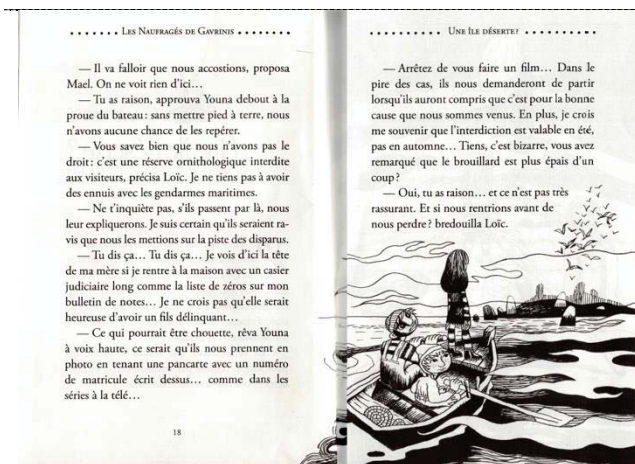 • • • • • • • LES NAUFRAGÉS DE GAVRINIS • • • • • • • •
— Il va falloir que nous accostions, proposa
Mael. On ne voit rien d'ici…
— Tu as raison, approuva Youna debout à la
proue du bateau : sans mettre pied à terre, nous
n'avons aucune chance de les repérer.
— Vous savez bien que nous n'avons pas le
droit : c'est une réserve ornithologique interdite
aux visiteurs, précisa Loïc. Je ne tiens pas à avoir
des ennuis avec les gendarmes maritimes.
— Ne t'inquiète pas, s'ils passent par là, nous
leur expliquerons. Je suis certain qu'ils seraient ra-
vis que nous les mettions sur la piste des disparus.
— Tu dis ça… Tu dis ça… Je vois d'ici la tête
de ma mère si je rentre à la maison avec un casier
judiciaire long comme la liste de zéros sur mon
bulletin de notes… Je ne crois pas qu'elle serait
heureuse d'avoir un fils délinquant…
— Ce qui pourrait être chouette, rêva Youna
à voix haute, ce serait qu'ils nous prennent en
photo en tenant une pancarte avec un numéro
de matricule écrit dessus… comme dans les
séries à la télé…
18
• • • • • • • • • • UNE ILE DÉSERTE ? • • • • • • • • • •
— Arrêtez de vous faire un film… Dans le
pire des cas, ils nous demanderont de partir
lorsqu'ils auront compris que c'est pour la bonne
cause que nous sommes venus. En plus, je crois
me souvenir que l'interdiction est valable en été,
pas en automne… Tiens, c'est bizarre, vous avez
remarqué que le brouillard est plus épais d'un
coup ?
— Oui, tu as raison… et ce n'est pas très
rassurant. Et si nous rentrions avant de
nous perdre ? bredouilla Loïc.